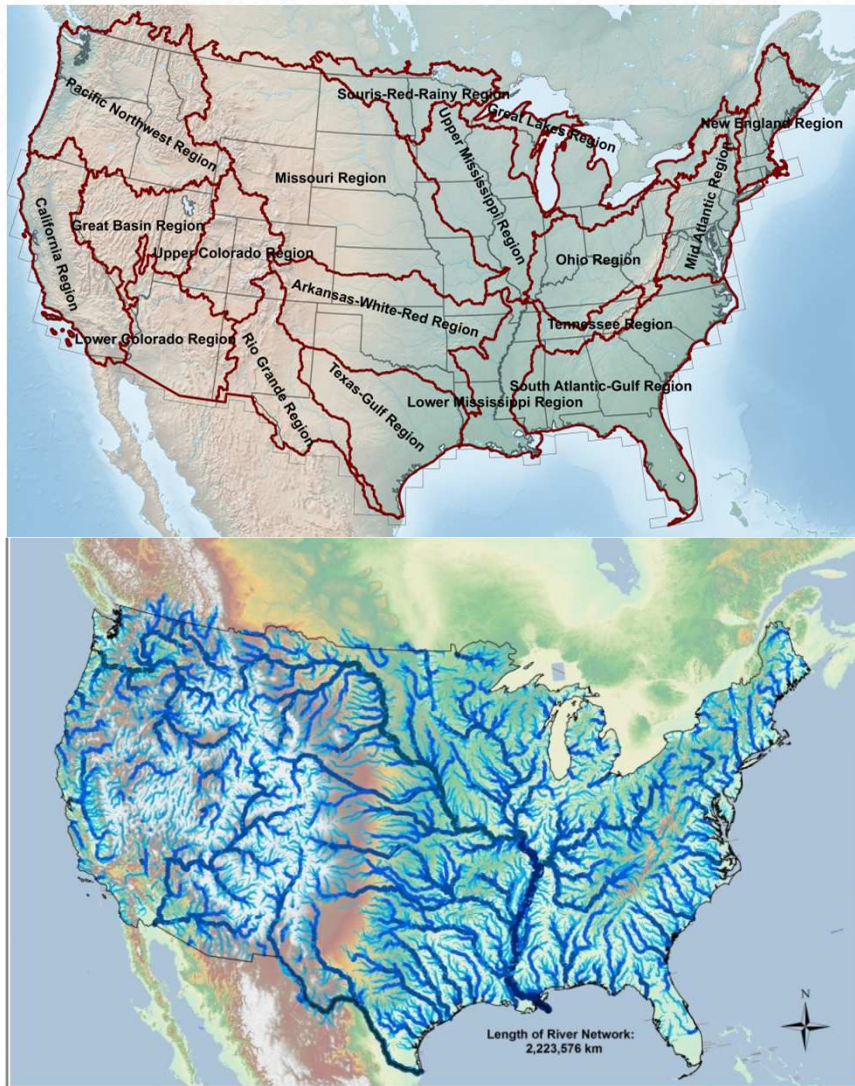 Souris-Red-Rainy Region
Great Lakes Region
New England Region
Pacific Northwest Region
Upper Mississippi Region
Missouri Region
Mid Atlantic Region
California Region
Great Basin Region
Upper Colorado Region
Ohio Region
Arkansas-White-Red Region
Tennessee Region
Lower Colorado Region
Rio Grande Region
Texas-Gulf Region
South Atlantic-Gulf Region
Lower Mississippi Region
N
Length of River Network:
2,223,576 km